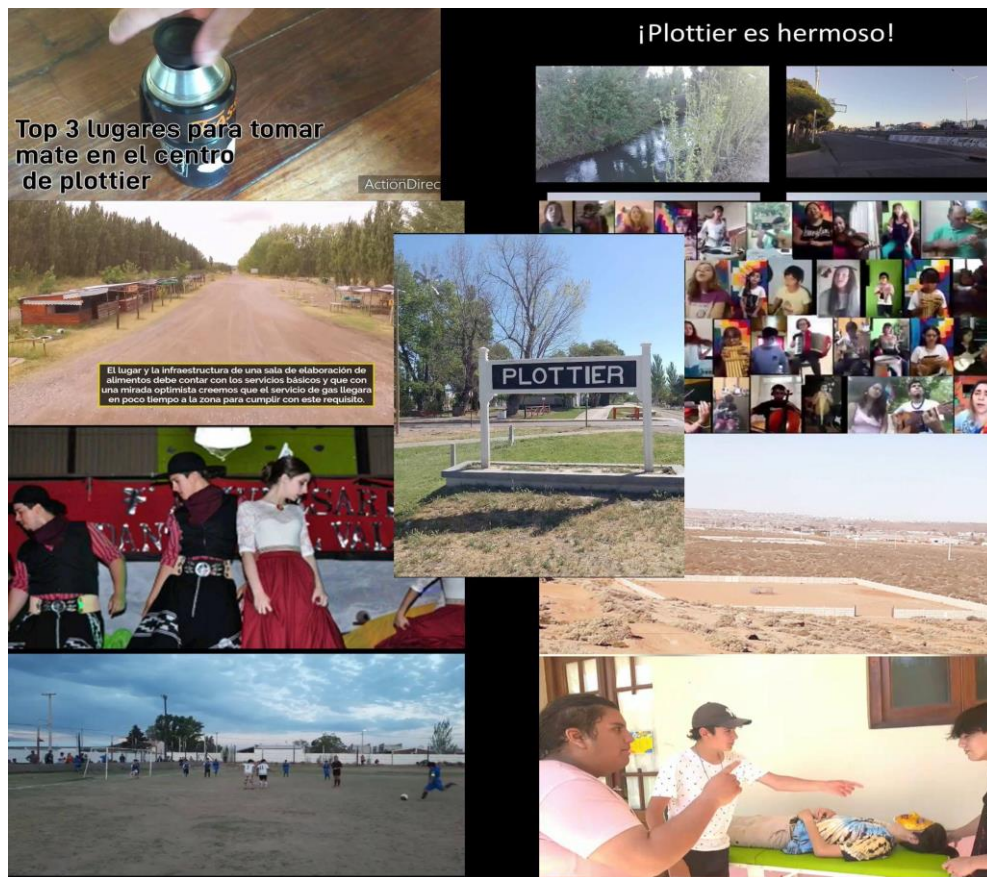 Top 3 lugares para tomar
mate en el centro
de plottier
ActionDirec
¡Plottier es hermoso!
El lugar y la infraestructura de una sala de elaboración de
alimentos debe contar con los servicios básicos y que con
una mirada optimista la creemos que el servicio de gas llegara
en poco tiempo a la zona para cumplir con este requisito.
PLOTTIER